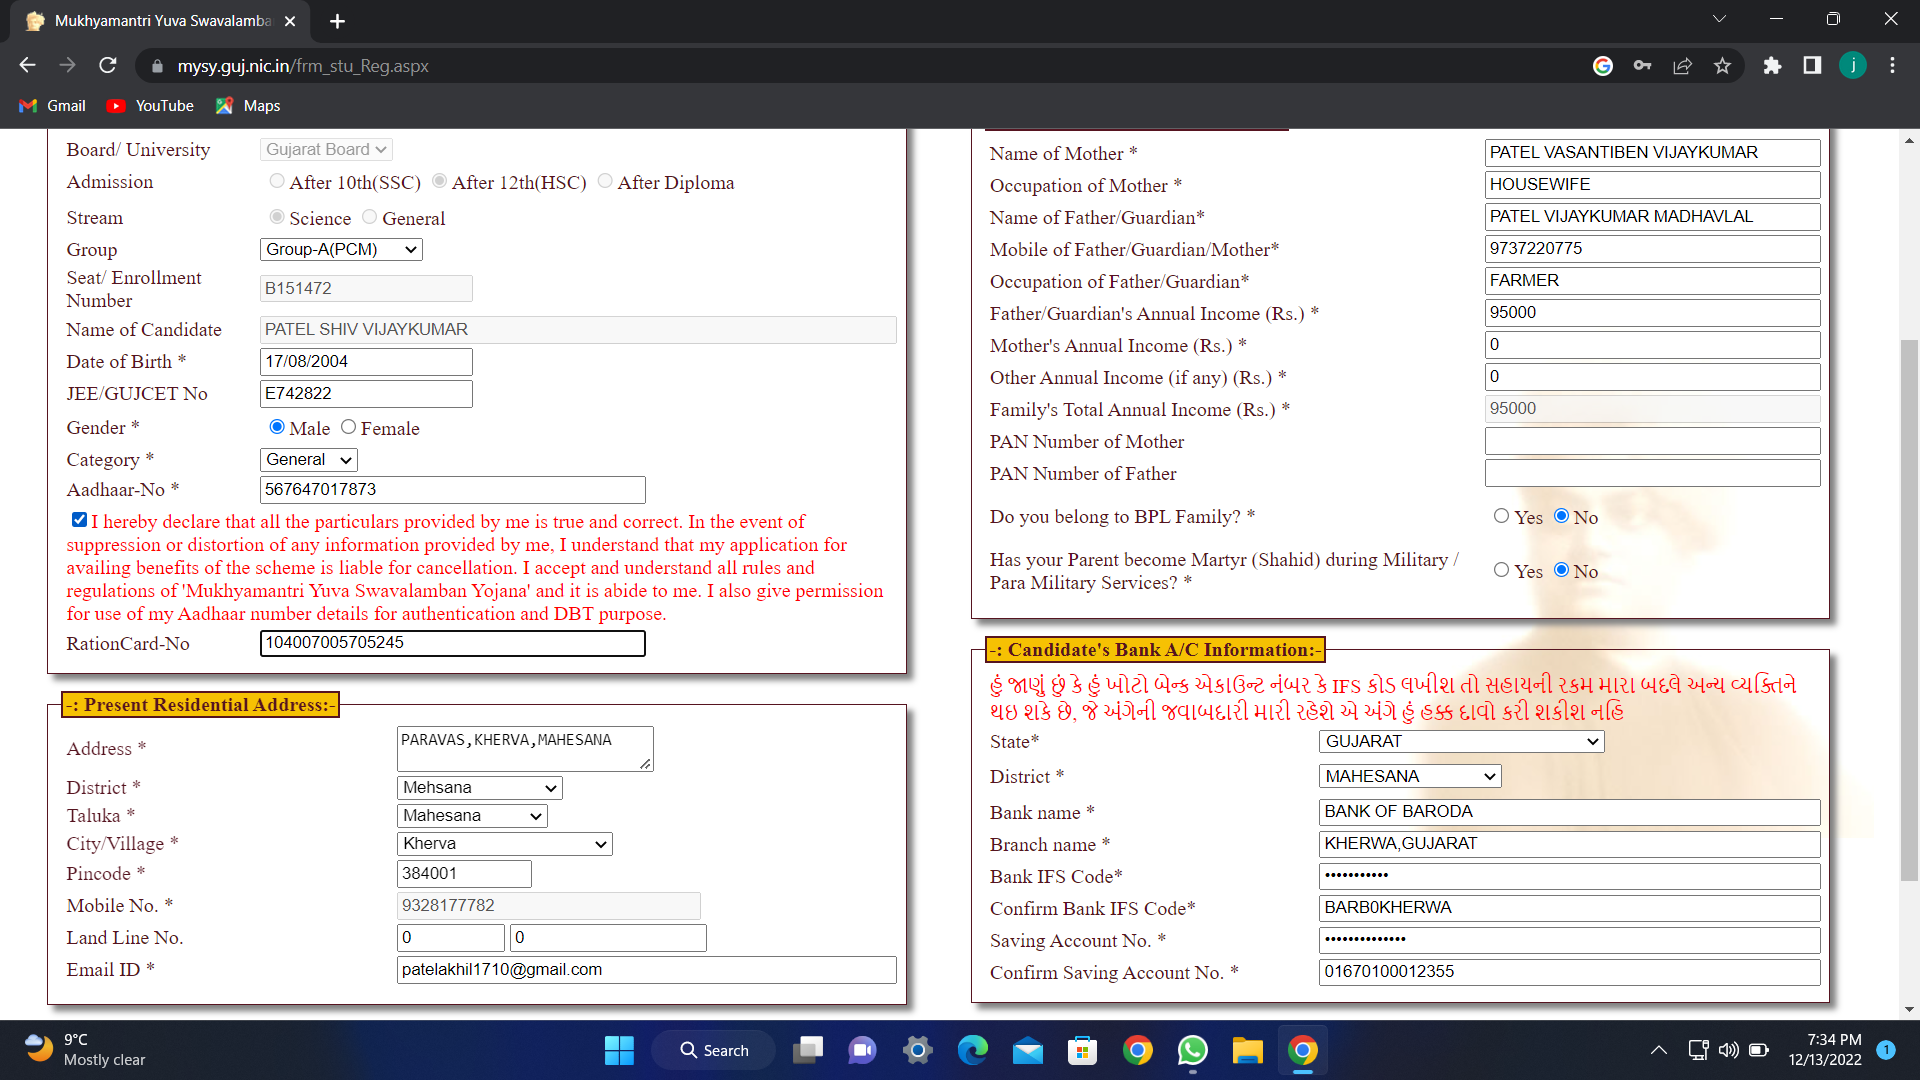 Mukhyamantri Yuva Swavalamba
mysy.guj.nic.in/frm_stu_Reg.aspx
j
Gmail
YouTube
Maps
Board/ University
Gujarat Board
Admission
After 10th(SSC) After 12th(HSC) After Diploma
Stream
Science General
Group
Group-A(PCM)
Seat/ Enrollment
Number
B151472
Name of Candidate
PATEL SHIV VIJAYKUMAR
Date of Birth *
17/08/2004
JEE/GUJCET No
E742822
Gender *
Male Female
Category *
General
Aadhaar-No *
567647017873
I hereby declare that all the particulars provided by me is true and correct. In the event of
suppression or distortion of any information provided by me, I understand that my application for
availing benefits of the scheme is liable for cancellation. I accept and understand all rules and
regulations of 'Mukhyamantri Yuva Swavalamban Yojana' and it is abide to me. I also give permission
for use of my Aadhaar number details for authentication and DBT purpose.
RationCard-No
104007005705245
-: Present Residential Address:-
Address *
PARAVAS,KHERVA,MAHESANA
District *
Mehsana
Taluka *
Mahesana
City/Village *
Kherva
Pincode *
384001
Mobile No. *
9328177782
Land Line No.
0 0
Email ID *
patelakhil1710@gmail.com
Name of Mother *
PATEL VASANTIBEN VIJAYKUMAR
Occupation of Mother *
HOUSEWIFE
Name of Father/Guardian*
PATEL VIJAYKUMAR MADHAVLAL
Mobile of Father/Guardian/Mother*
9737220775
Occupation of Father/Guardian*
FARMER
Father/Guardian's Annual Income (Rs.) *
95000
Mother's Annual Income (Rs.) *
0
Other Annual Income (if any) (Rs.) *
0
Family's Total Annual Income (Rs.) *
95000
PAN Number of Mother
PAN Number of Father
Do you belong to BPL Family? *
Yes No
Has your Parent become Martyr (Shahid) during Military /
Para Military Services? *
Yes No
-: Candidate's Bank A/C Information:-
હું જાણું છું કે હું ખોટો બેન્ક એકાઉન્ટ નંબર કે IFS કોડ લખીશ તો સહાયની રકમ મારા બદલે અન્ય વ્યક્તિને
થઇ શકે છે, જે અંગેની જવાબદારી મારી રહેશે એ અંગે હું હક્ક દાવો કરી શકીશ નહિ
State*
GUJARAT
District *
MAHESANA
Bank name *
BANK OF BARODA
Branch name *
KHERWA,GUJARAT
Bank IFS Code*
•••••••••••
Confirm Bank IFS Code*
BARB0KHERWA
Saving Account No. *
••••••••••••••
Confirm Saving Account No. *
01670100012355
9°C
Mostly clear
Search
7:34 PM
12/13/2022
1